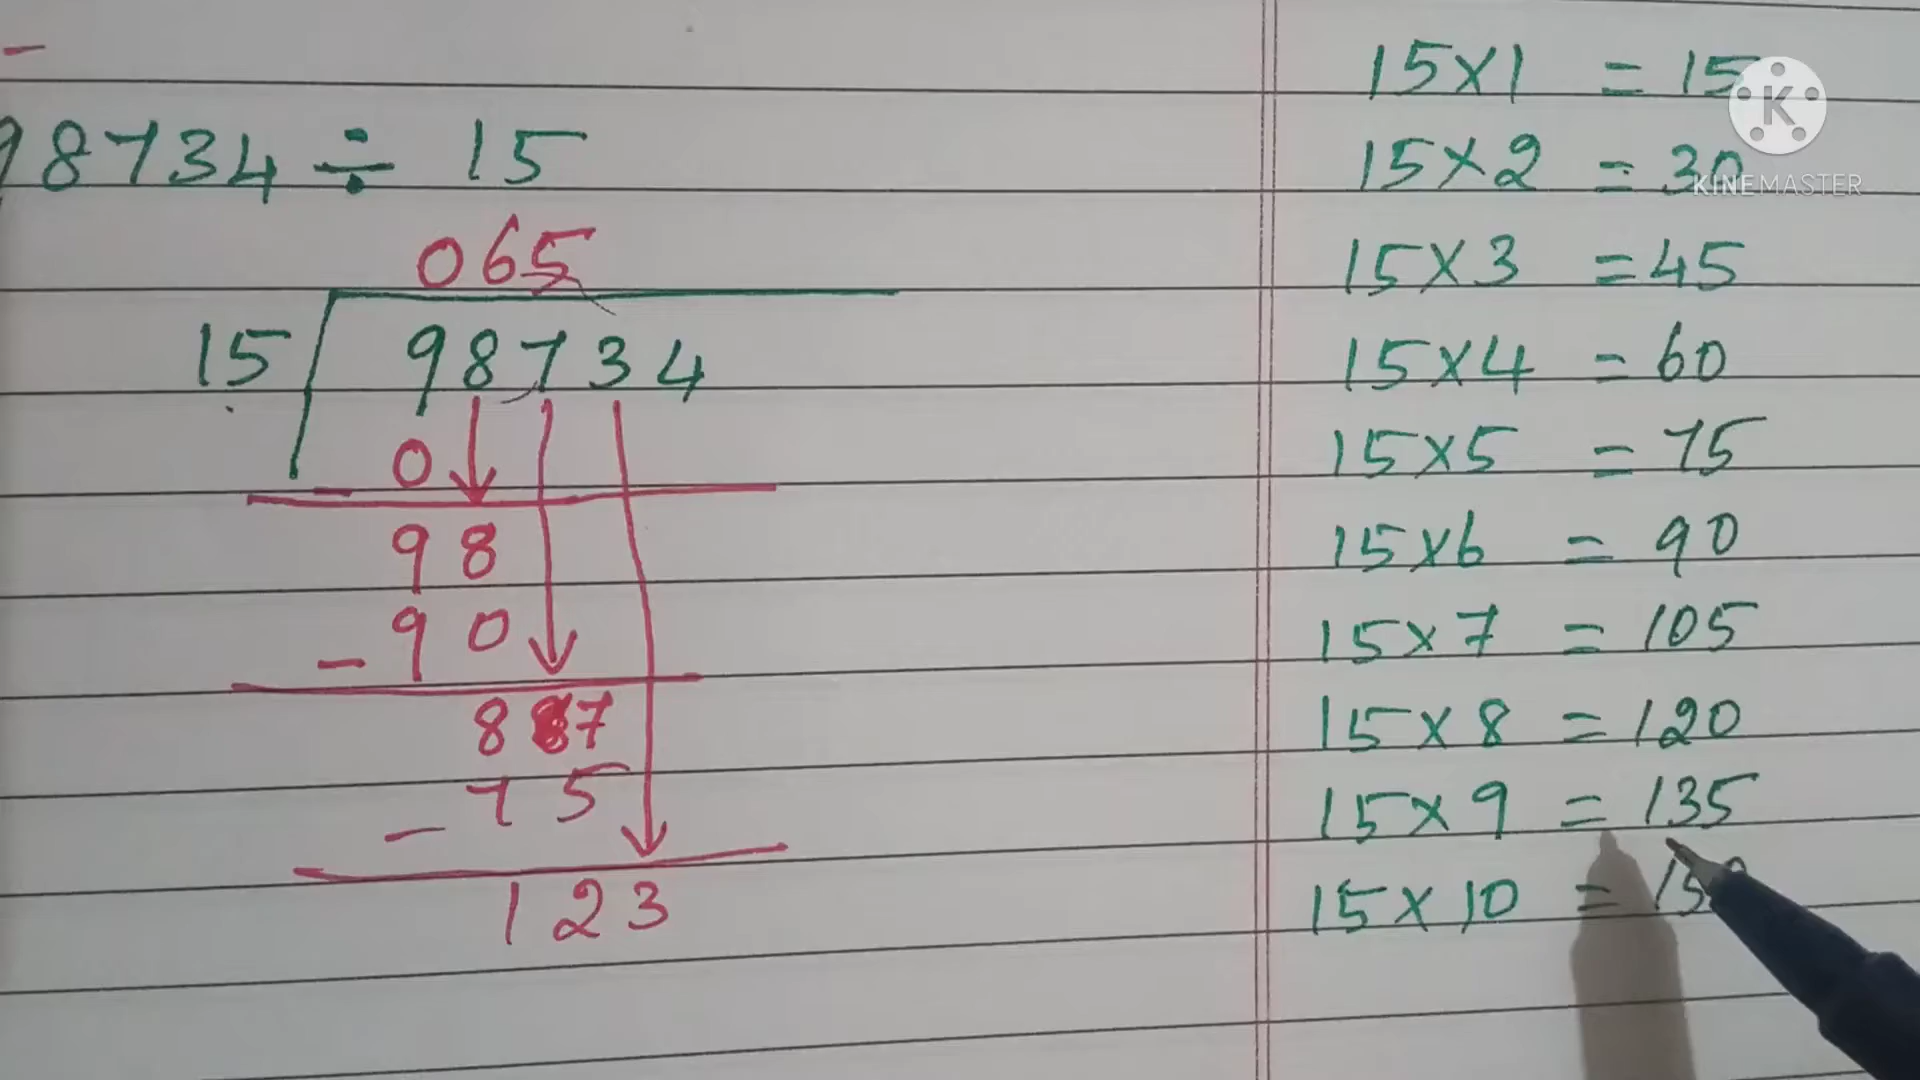 98734 ÷ 15
065
15 98734
0
98
- 90
887
- 75
123
15×1 = 15
15×2 = 30
15×3 = 45
15×4 = 60
15×5 = 75
15×6 = 90
15×7 = 105
15×8 = 120
15×9 = 135
15×10 = 150
K
KINEMASTER